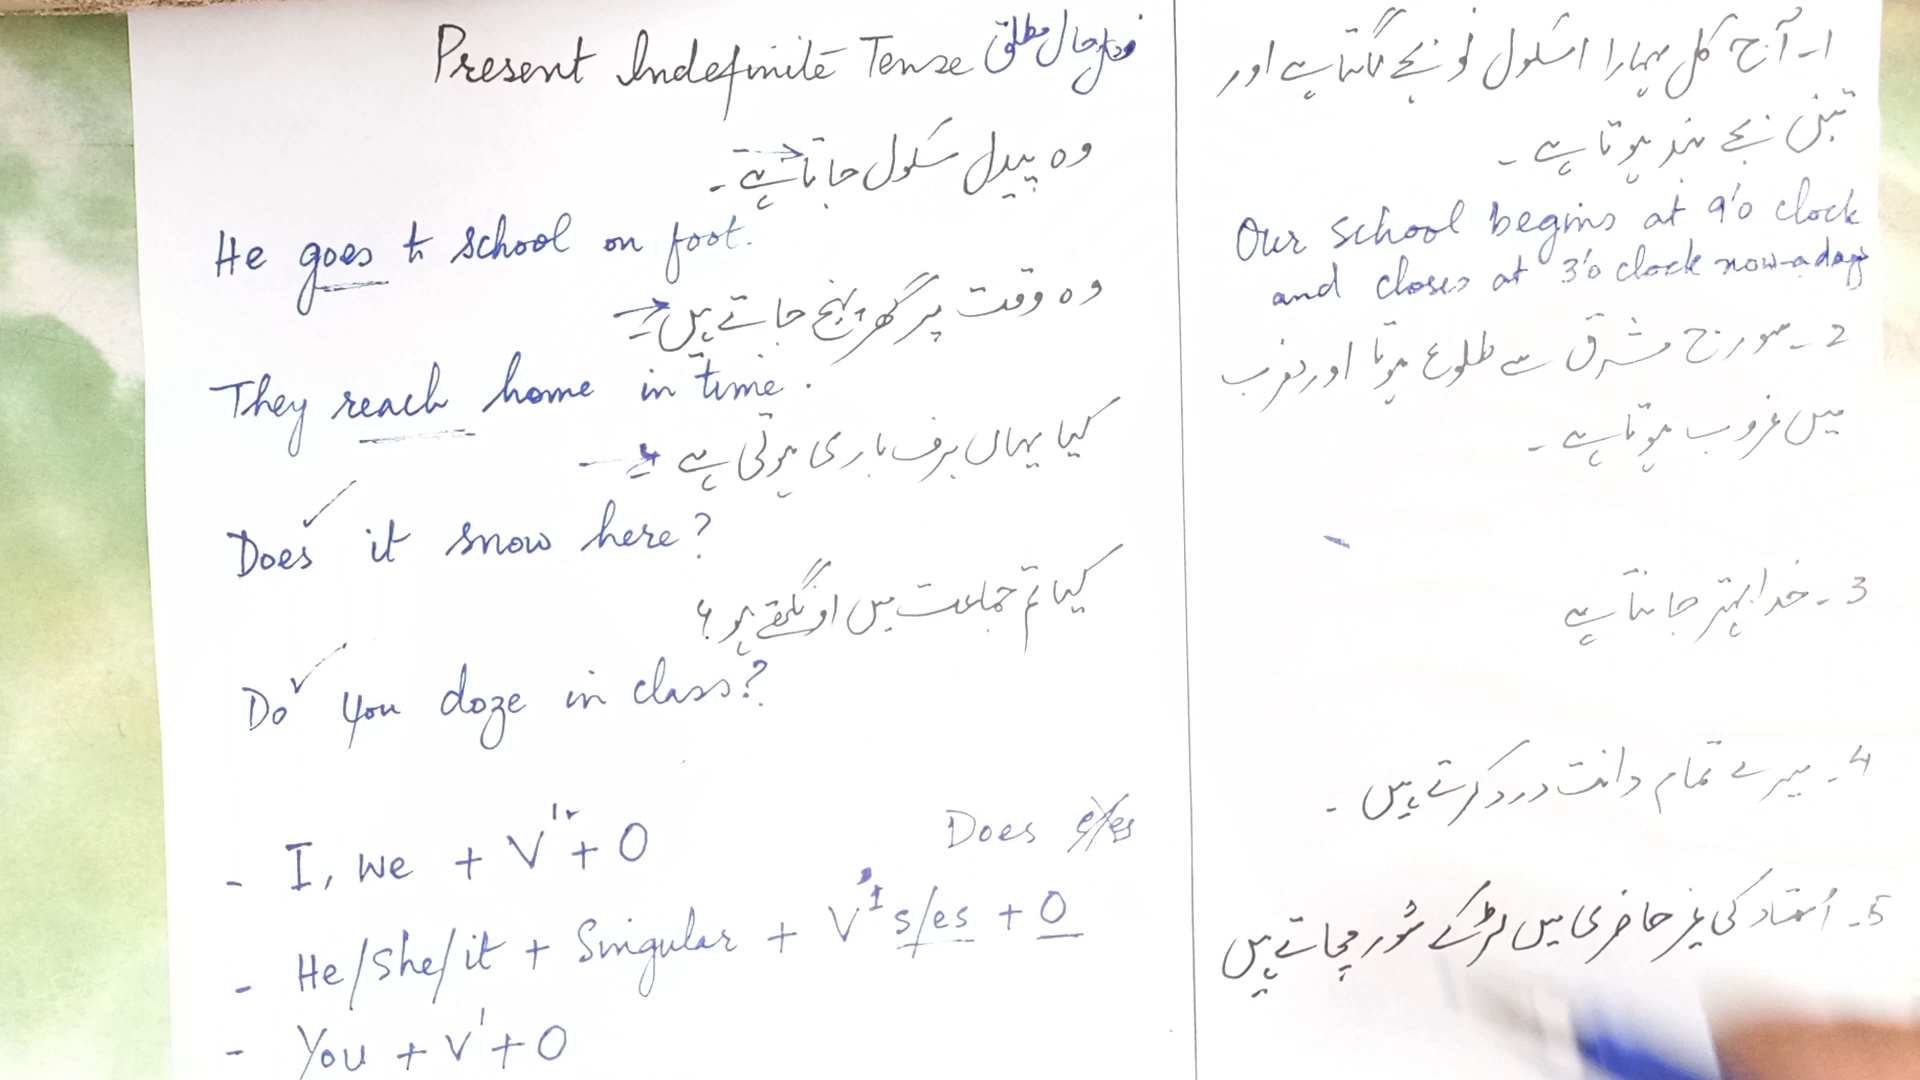 Present Indefinite Tense فعل حال مطلق
وہ پیدل سکول جاتا ہے۔
He goes to school on foot.
وہ وقت پر گھر پہنچ جاتے ہیں۔
They reach home in time.
کیا یہاں برف باری ہوتی ہے
Does it snow here?
کیا تم جماعت میں اونگھتے ہو؟
Do you doze in class?
- I, we + V 1r + O
Does s/es
- He/She/it + Singular + V 1 s/es + O
- You + V 1 + O
1۔ آج کل ہمارا اسکول نو بجے لگتا ہے اور
تین بجے بند ہوتا ہے۔
Our school begins at 9'o clock
and closes at 3'o clock now-a-days
2۔ سورج مشرق سے طلوع ہوتا اور مغرب
میں غروب ہوتا ہے۔
3۔ خدا بہتر جانتا ہے
4۔ میرے تمام دانت درد کرتے ہیں۔
5۔ اُستاد کی غیر حاضری میں لڑکے شور مچاتے ہیں